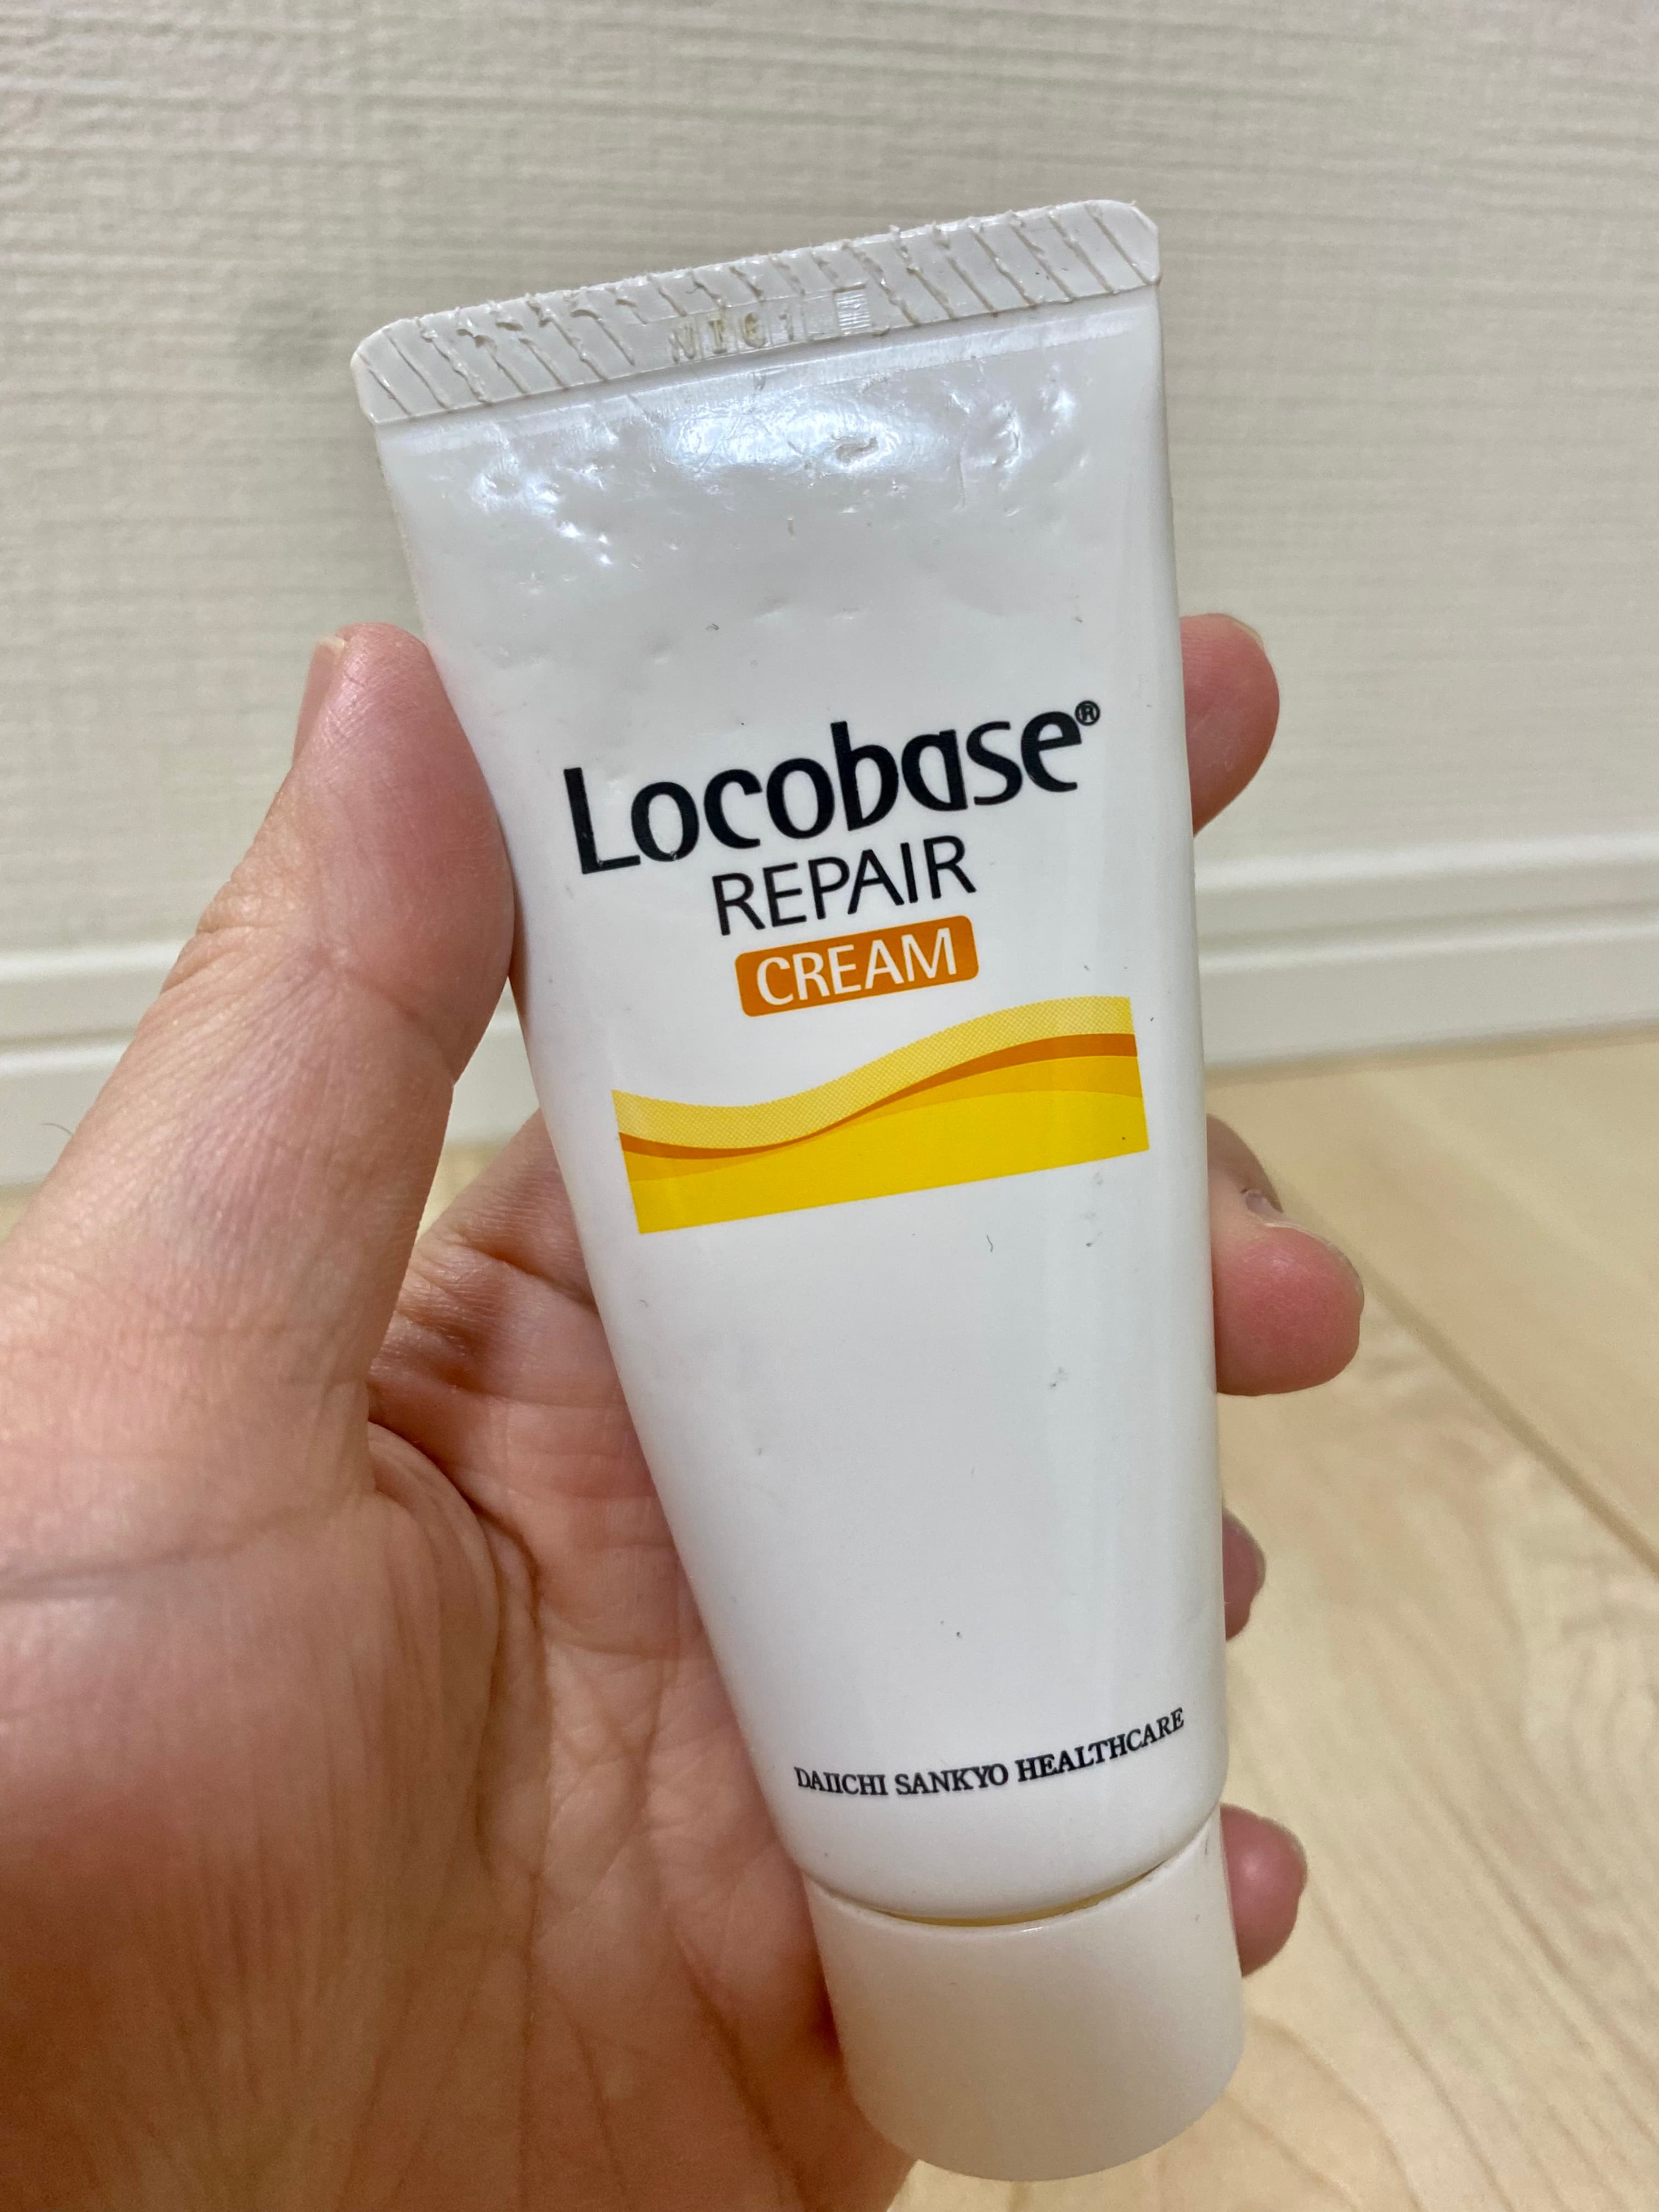 Locobase®
REPAIR
CREAM
DAIICHI SANKYO HEALTHCARE